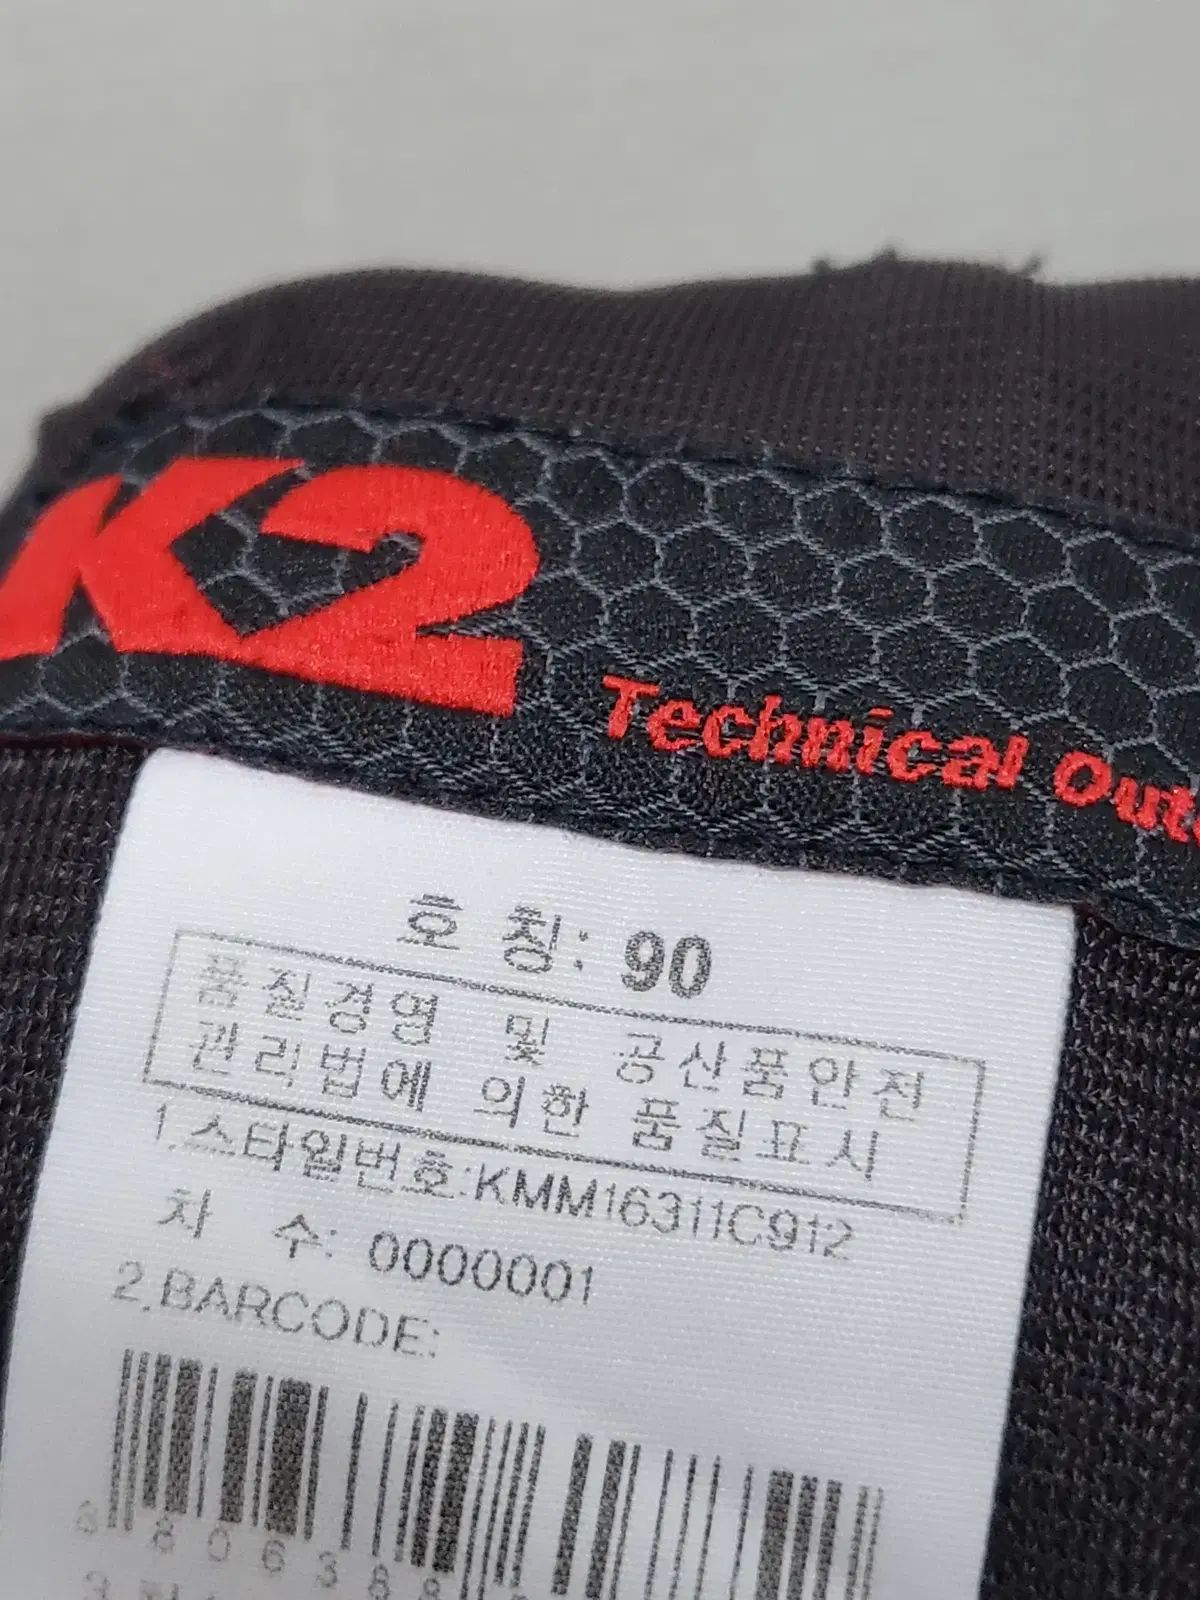 K2
Technical Out
호 칭: 90
품질경영 및 공산품안전
관리법에 의한 품질표시
1.스타일번호:KMM16311C912
차 수: 0000001
2.BARCODE:
8 806388